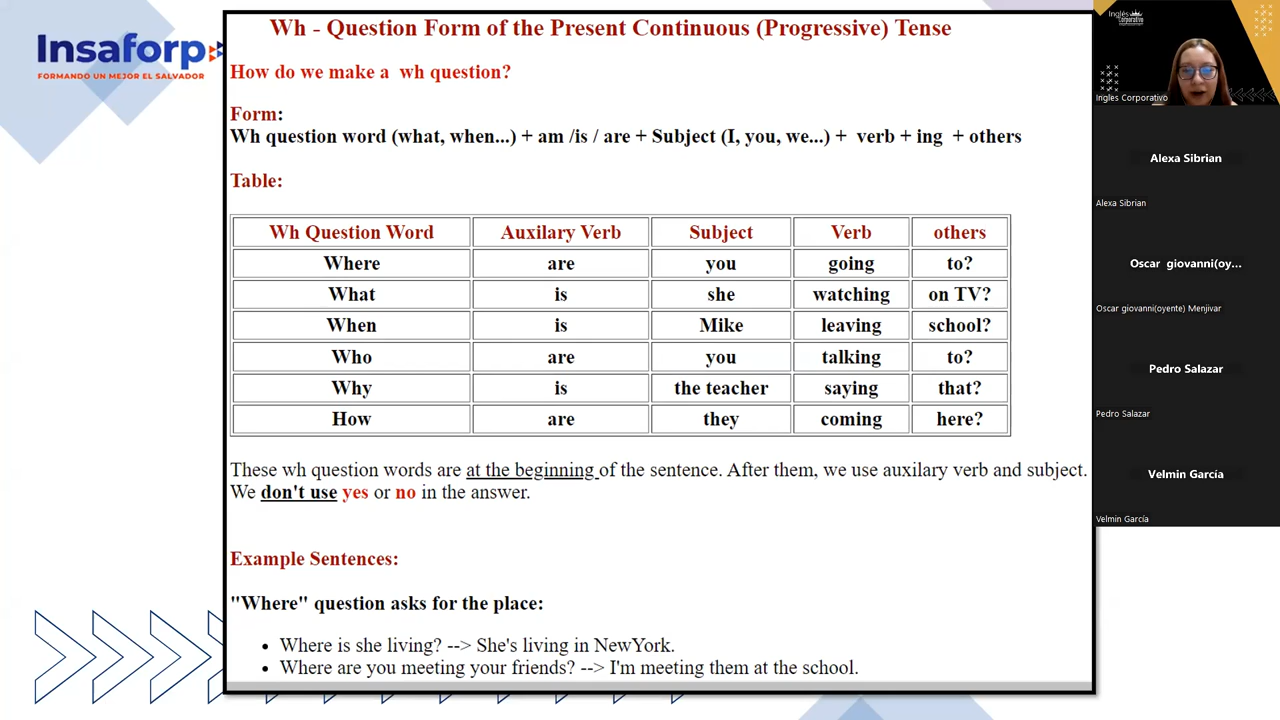 Insaforp
FORMANDO UN MEJOR EL SALVADOR
Wh - Question Form of the Present Continuous (Progressive) Tense
How do we make a wh question?
Form:
Wh question word (what, when...) + am /is / are + Subject (I, you, we...) + verb + ing + others
Table:
Wh Question Word Auxilary Verb Subject Verb others
Where are you going to?
What is she watching on TV?
When is Mike leaving school?
Who are you talking to?
Why is the teacher saying that?
How are they coming here?
These wh question words are at the beginning of the sentence. After them, we use auxilary verb and subject.
We don't use yes or no in the answer.
Example Sentences:
"Where" question asks for the place:
• Where is she living? --> She's living in NewYork.
• Where are you meeting your friends? --> I'm meeting them at the school.
Inglés
Corporativo
Ingles Corporativo
Alexa Sibrian
Alexa Sibrian
Oscar giovanni(oy...
Oscar giovanni(oyente) Menjivar
Pedro Salazar
Pedro Salazar
Velmin García
Velmin García